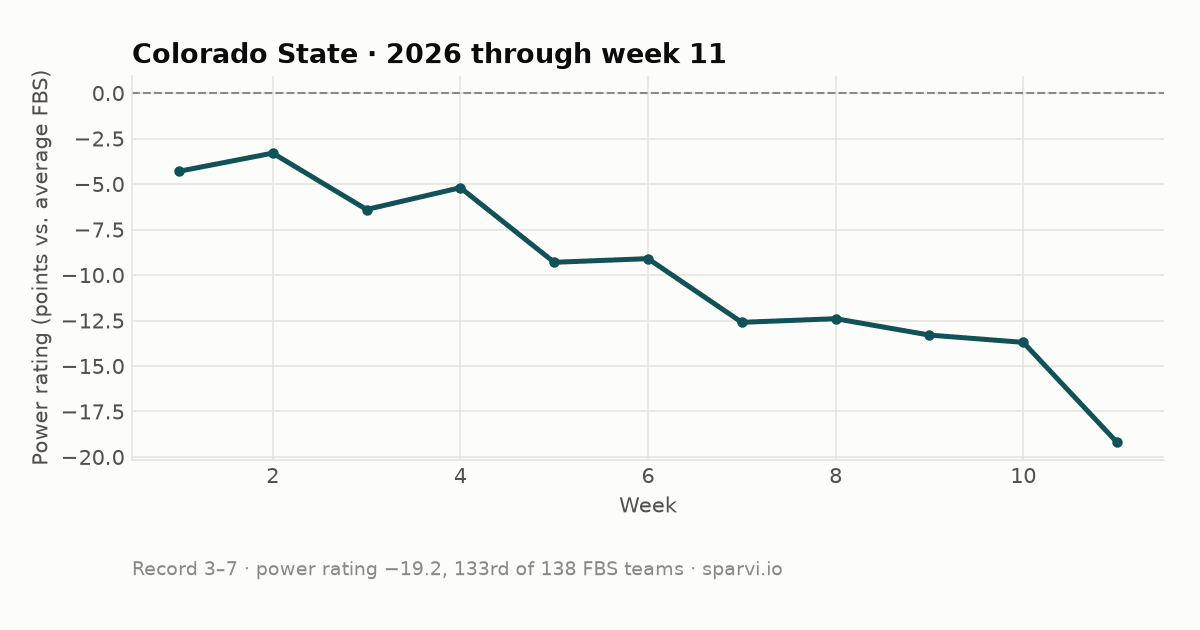 Colorado State · 2026 through week 11
Power rating (points vs. average FBS)
0.0
−2.5
−5.0
−7.5
−10.0
−12.5
−15.0
−17.5
−20.0
2 4 6 8 10
Week
Record 3–7 · power rating −19.2, 133rd of 138 FBS teams · sparvi.io